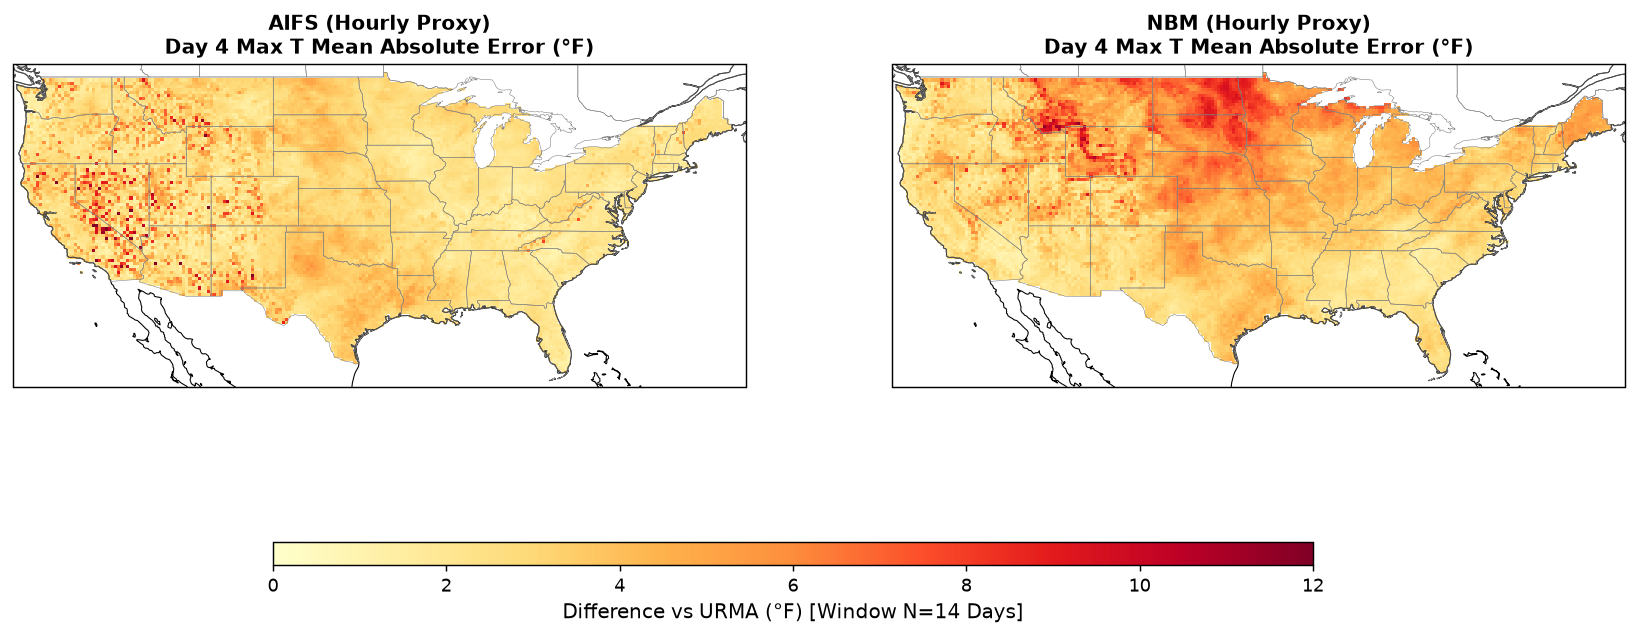 AIFS (Hourly Proxy)
Day 4 Max T Mean Absolute Error (°F)
NBM (Hourly Proxy)
Day 4 Max T Mean Absolute Error (°F)
0 2 4 6 8 10 12
Difference vs URMA (°F) [Window N=14 Days]